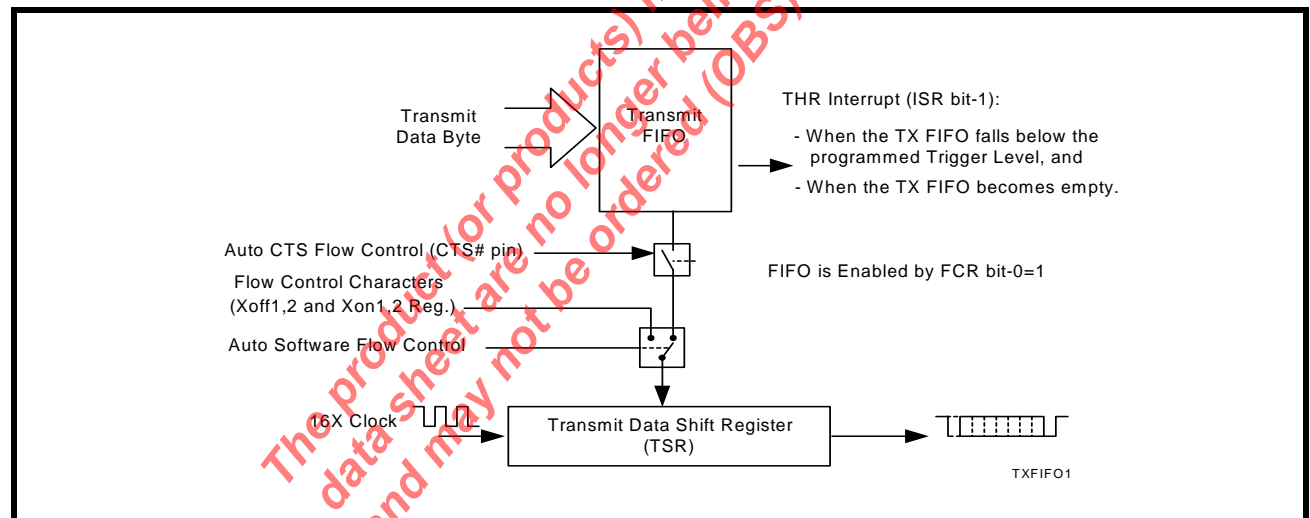 Transmit
Data Byte
Transmit
FIFO
THR Interrupt (ISR bit-1):
- When the TX FIFO falls below the
programmed Trigger Level, and
- When the TX FIFO becomes empty.
Auto CTS Flow Control (CTS# pin)
FIFO is Enabled by FCR bit-0=1
Flow Control Characters
(Xoff1,2 and Xon1,2 Reg.)
Auto Software Flow Control
16X Clock
Transmit Data Shift Register
(TSR)
TXFIFO1
The product (or products)
data sheet are no longer
and may not be ordered (OBS)